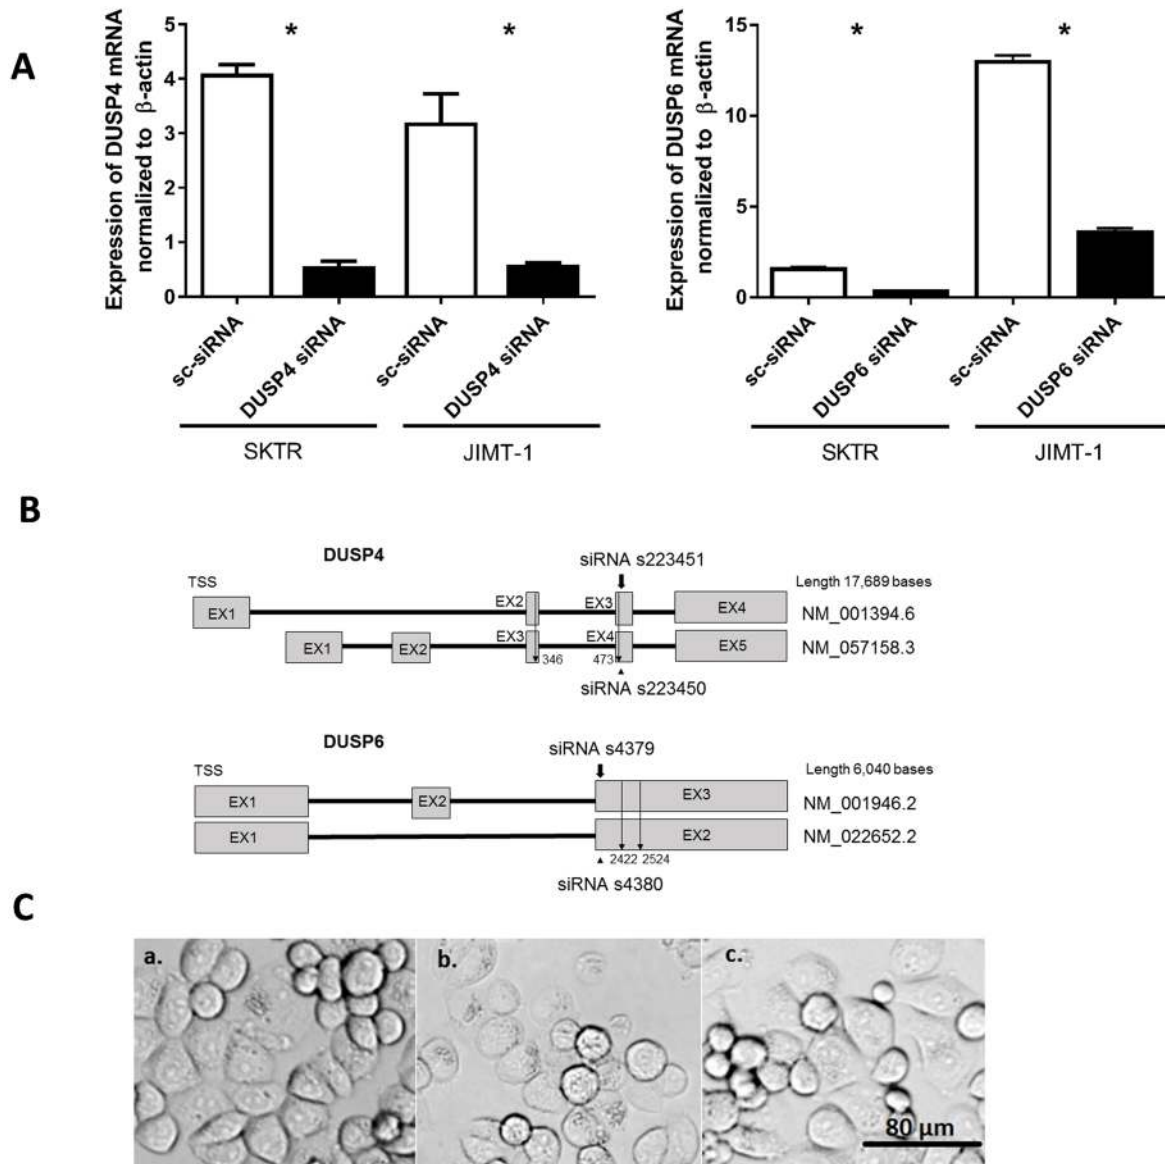 A
Expression of DUSP4 mRNA
normalized to β-actin
5
4
3
2
1
0
*
*
sc-siRNA
DUSP4 siRNA
sc-siRNA
DUSP4 siRNA
SKTR
JIMT-1
Expression of DUSP6 mRNA
normalized to β-actin
15
10
5
0
*
*
sc-siRNA
DUSP6 siRNA
sc-siRNA
DUSP6 siRNA
SKTR
JIMT-1
B
DUSP4
siRNA s223451
TSS
Length 17,689 bases
EX1 EX2 EX3 EX4 NM_001394.6
EX1 EX2 EX3 EX4 EX5 NM_057158.3
346 473
siRNA s223450
DUSP6
siRNA s4379
TSS
Length 6,040 bases
EX1 EX2 EX3 NM_001946.2
EX1 EX2 NM_022652.2
2422 2524
siRNA s4380
C
a. b. c.
80 µm